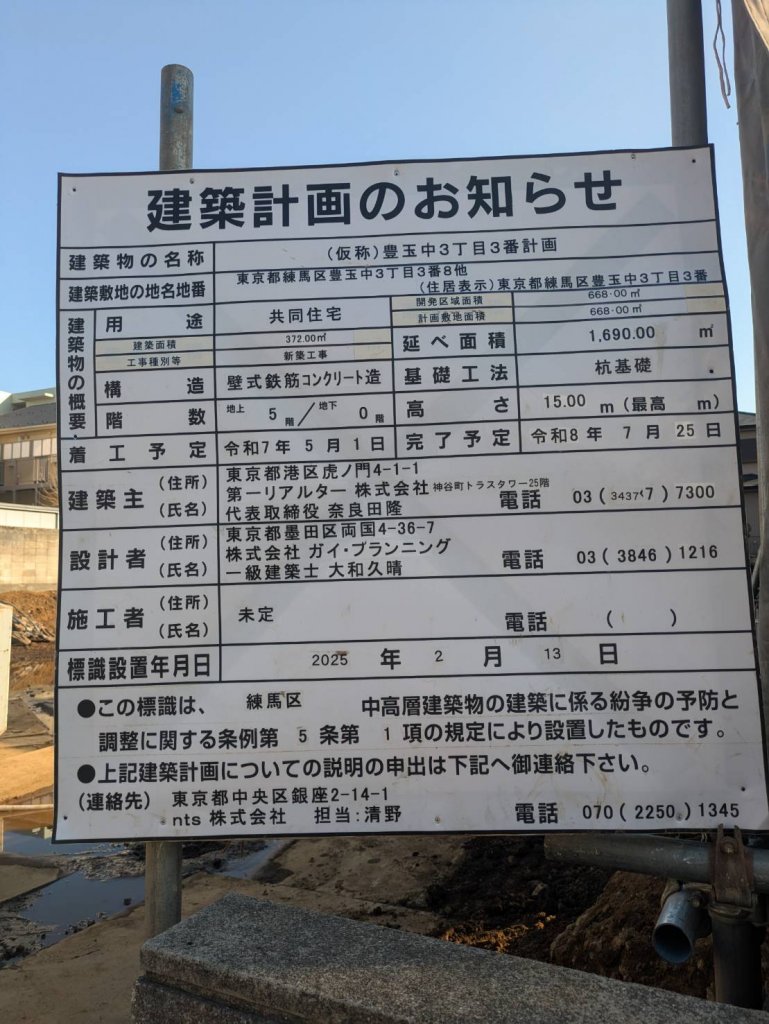 建築計画のお知らせ
建築物の名称 (仮称)豊玉中3丁目3番計画
建築敷地の地名地番 東京都練馬区豊玉中3丁目3番8他
(住居表示)東京都練馬区豊玉中3丁目3番
建築物の概要
用途 共同住宅 開発区域面積 668.00㎡
計画敷地面積 668.00㎡
建築面積 372.00㎡ 延べ面積 1,690.00 ㎡
工事種別等 新築工事
構造 壁式鉄筋コンクリート造 基礎工法 杭基礎
階数 地上 5階/地下 0階 高さ 15.00 m(最高 m)
着工予定 令和7年5月1日 完了予定 令和8年7月25日
建築主 (住所) 東京都港区虎ノ門4-1-1
第一リアルター 株式会社 神谷町トラスタワー25階 電話 03( )7300
(氏名) 代表取締役 奈良田隆
設計者 (住所) 東京都墨田区両国4-36-7
株式会社 ガイ・プランニング 電話 03(3846)1216
(氏名) 一級建築士 大和久晴
施工者 (住所)
未定 電話 ( )
(氏名)
標識設置年月日 2025 年 2 月 13 日
●この標識は、 練馬区 中高層建築物の建築に係る紛争の予防と
調整に関する条例第 5 条第 1 項の規定により設置したものです。
●上記建築計画についての説明の申出は下記へ御連絡下さい。
(連絡先) 東京都中央区銀座2-14-1
nts 株式会社 担当:清野 電話 070(2250)1345